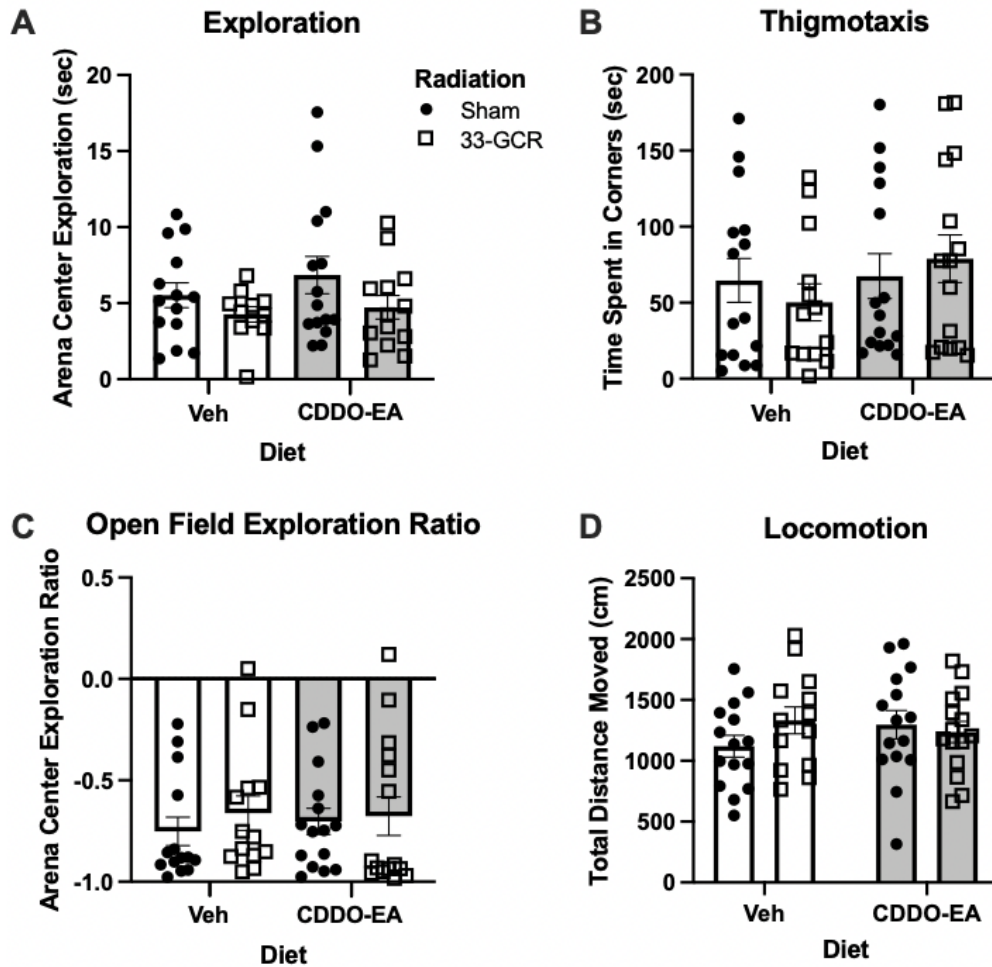 A
Exploration
Arena Center Exploration (sec)
20
15
10
5
0
Radiation
Sham
33-GCR
Veh
CDDO-EA
Diet
B
Thigmotaxis
Time Spent in Corners (sec)
200
150
100
50
0
Veh
CDDO-EA
Diet
C
Open Field Exploration Ratio
Arena Center Exploration Ratio
0.5
0.0
-0.5
-1.0
Veh
CDDO-EA
Diet
D
Locomotion
Total Distance Moved (cm)
2500
2000
1500
1000
500
0
Veh
CDDO-EA
Diet